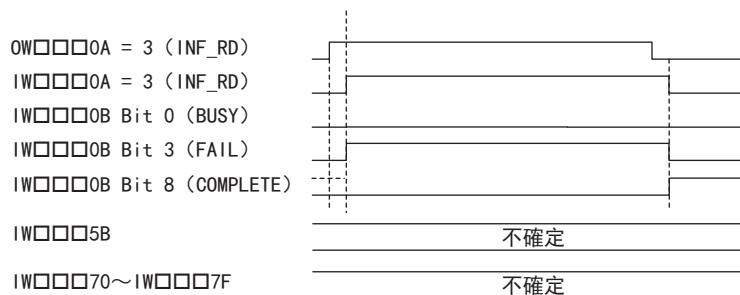 OW□□□0A = 3 (INF_RD)
IW□□□0A = 3 (INF_RD)
IW□□□0B Bit 0 (BUSY)
IW□□□0B Bit 3 (FAIL)
IW□□□0B Bit 8 (COMPLETE)
IW□□□5B 不確定
IW□□□70～IW□□□7F 不確定